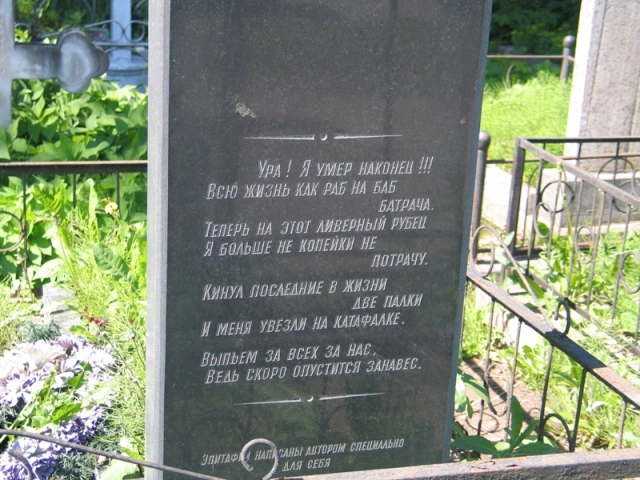 Ура! Я умер наконец!!!
Всю жизнь как раб на баб
батрача.
Теперь на этот ливерный рубец
Я больше не копейки не
потрачу.
Кинул последние в жизни
две палки
И меня увезли на катафалке.
Выпьем за всех за нас,
Ведь скоро опустится занавес.
Эпитафии написаны автором специально
для себя